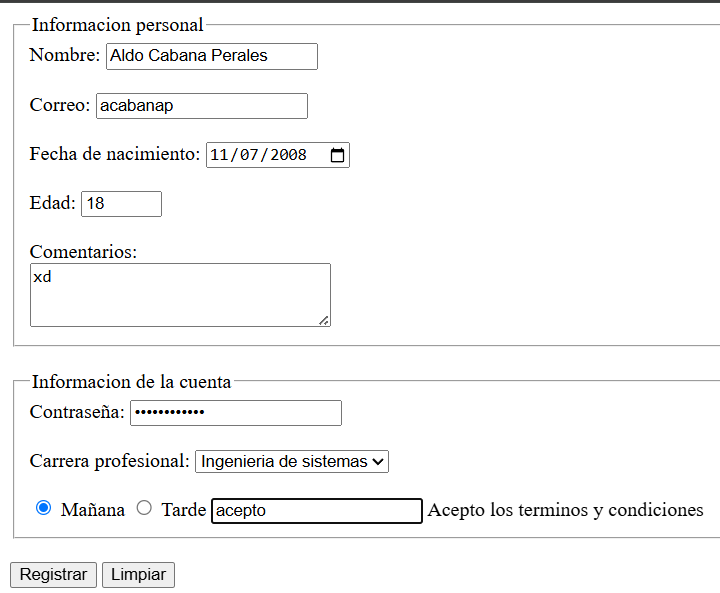 Informacion personal
Nombre: Aldo Cabana Perales
Correo: acabanap
Fecha de nacimiento: 11/07/2008
Edad: 18
Comentarios:
xd
Informacion de la cuenta
Contraseña: ••••••••••••
Carrera profesional: Ingenieria de sistemas
Mañana Tarde acepto Acepto los terminos y condiciones
Registrar Limpiar